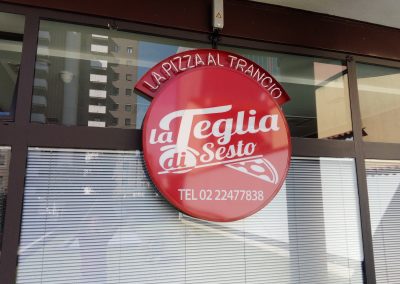 LA PIZZA AL TRANCIO
la Teglia
di Sesto
TEL 02 22477838